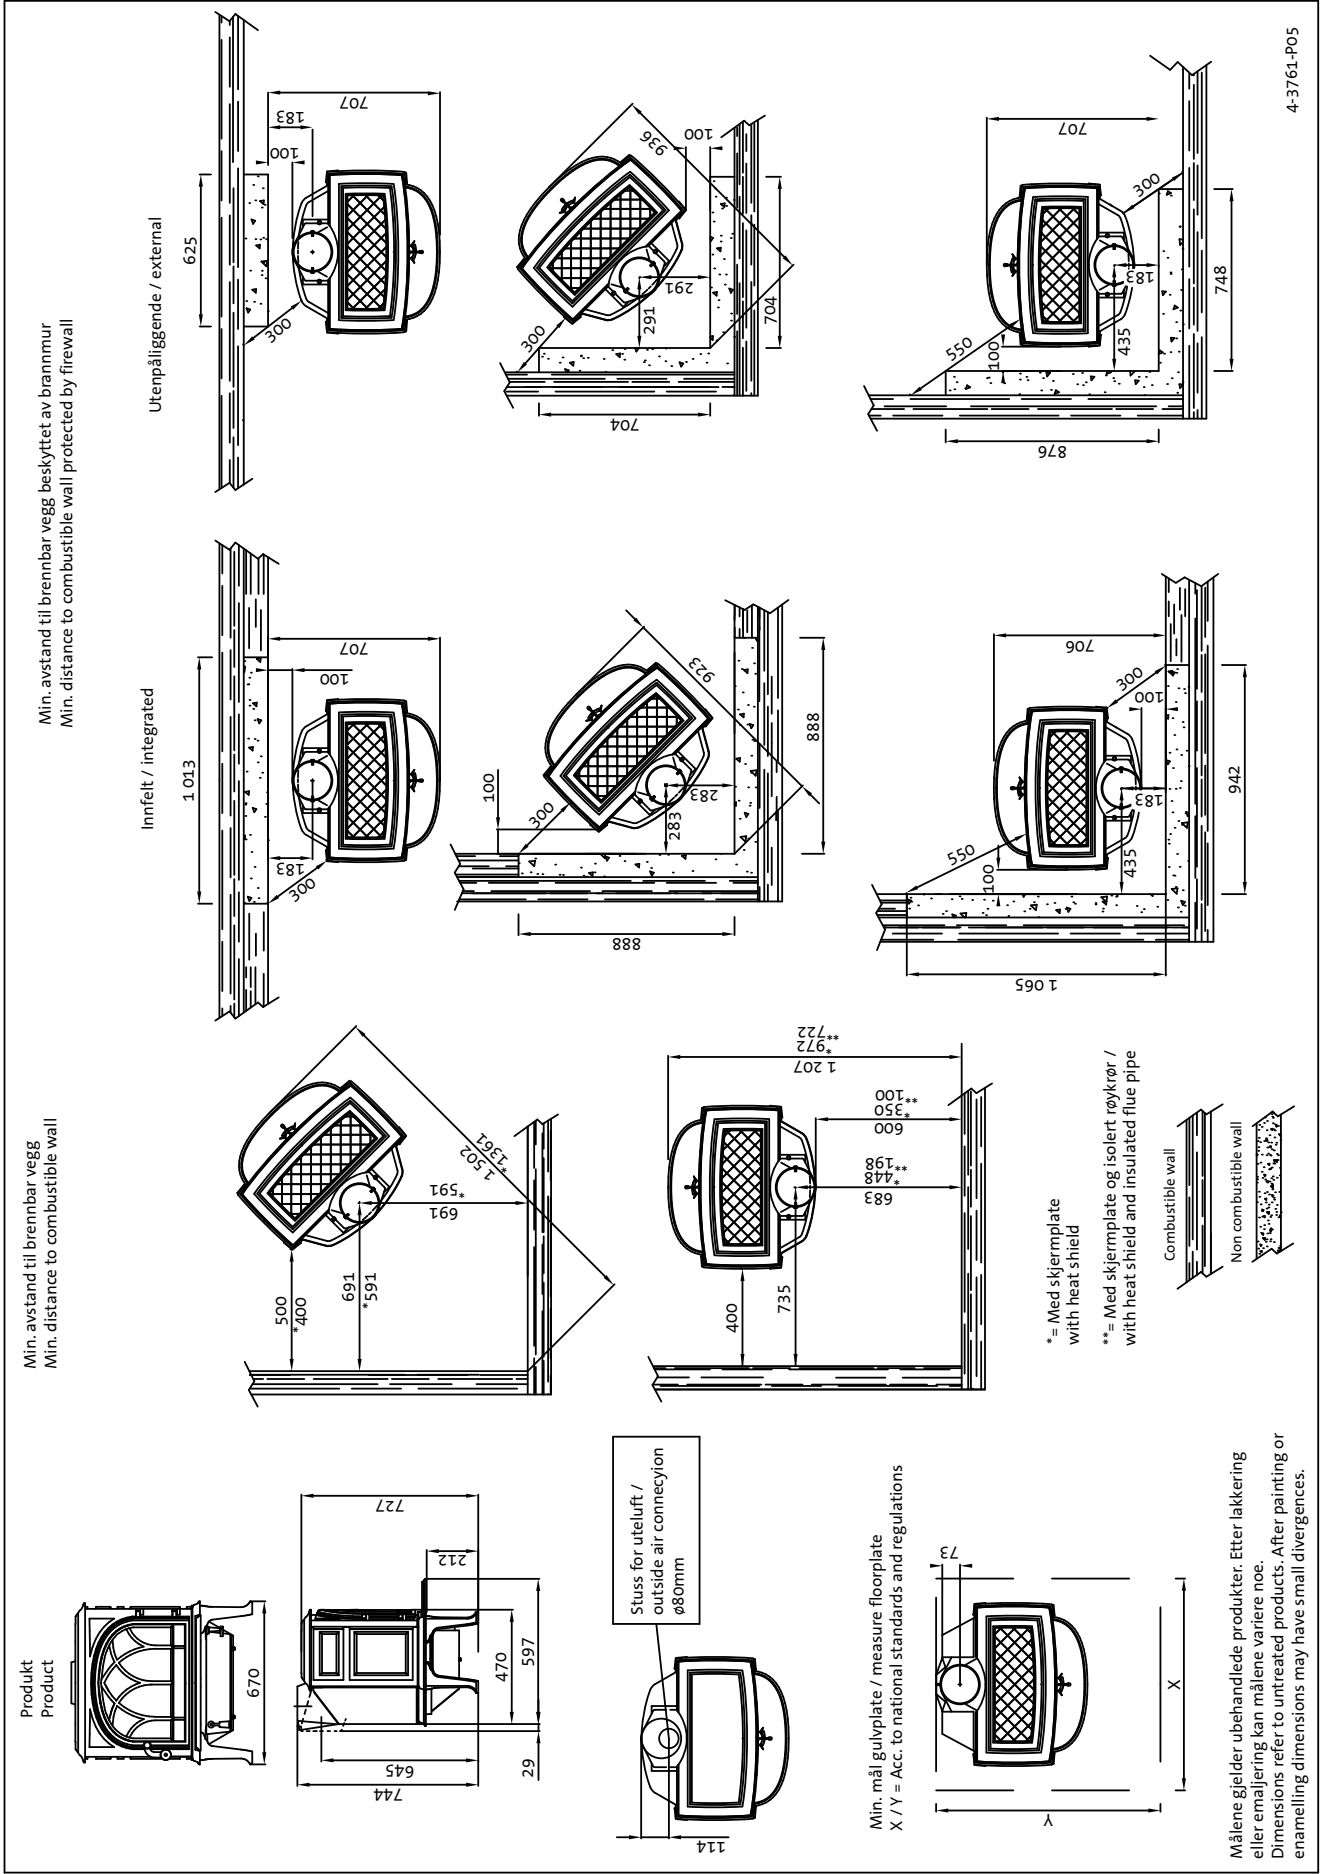 Produkt
Product
670
727
212
470
597
29
645
744
Stuss for uteluft /
outside air connecyion
ø80mm
114
Min. mål gulvplate / measure floorplate
X / Y = Acc. to national standards and regulations
73
X
Y
Målene gjelder ubehandlede produkter. Etter lakkering
eller emaljering kan målene variere noe.
Dimensions refer to untreated products. After painting or
enamelling dimensions may have small divergences.
Min. avstand til brennbar vegg
Min. distance to combustible wall
500
*400
691
*591
691
*591
1 502
*1361
400
735
683
*448
**198
600
*350
**100
1 207
*972
**722
*= Med skjermplate
with heat shield
**= Med skjermplate og isolert røykrør /
with heat shield and insulated flue pipe
Combustible wall
Non combustible wall
Min. avstand til brennbar vegg beskyttet av brannmur
Min. distance to combustible wall protected by firewall
Innfelt / integrated
1 013
707
100
183
300
100
300
283
283
923
888
888
550
100
435
183
100
300
706
942
1 065
Utenpåliggende / external
625
300
100
183
707
300
291
291
936
100
704
704
550
100
435
183
300
707
748
876
4-3761-P05